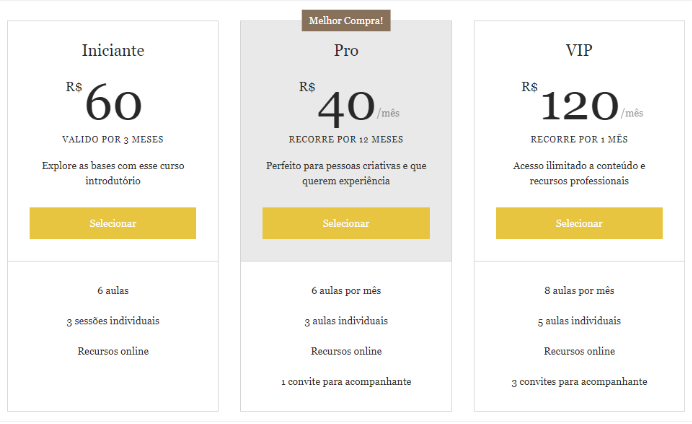 Melhor Compra!
Iniciante
R$60
VALIDO POR 3 MESES
Explore as bases com esse curso
introdutório
Selecionar
6 aulas
3 sessões individuais
Recursos online
Pro
R$40/mês
RECORRE POR 12 MESES
Perfeito para pessoas criativas e que
querem experiência
Selecionar
6 aulas por mês
3 aulas individuais
Recursos online
1 convite para acompanhante
VIP
R$120/mês
RECORRE POR 1 MÊS
Acesso ilimitado a conteúdo e
recursos professionais
Selecionar
8 aulas por mês
5 aulas individuais
Recursos online
3 convites para acompanhante